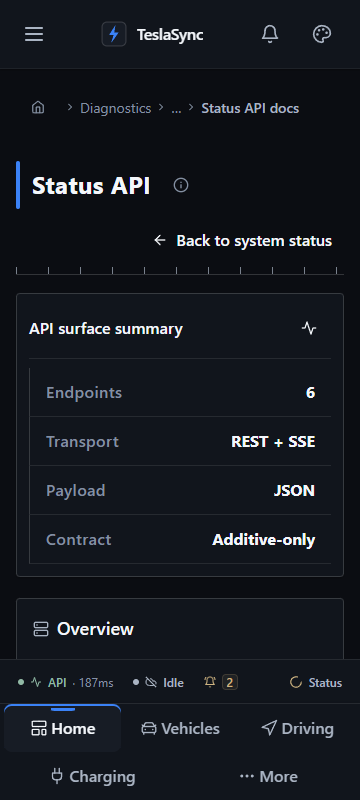 TeslaSync
Diagnostics ... Status API docs
Status API
Back to system status
API surface summary
Endpoints 6
Transport REST + SSE
Payload JSON
Contract Additive-only
Overview
API · 187ms Idle 2 Status
Home Vehicles Driving
Charging More